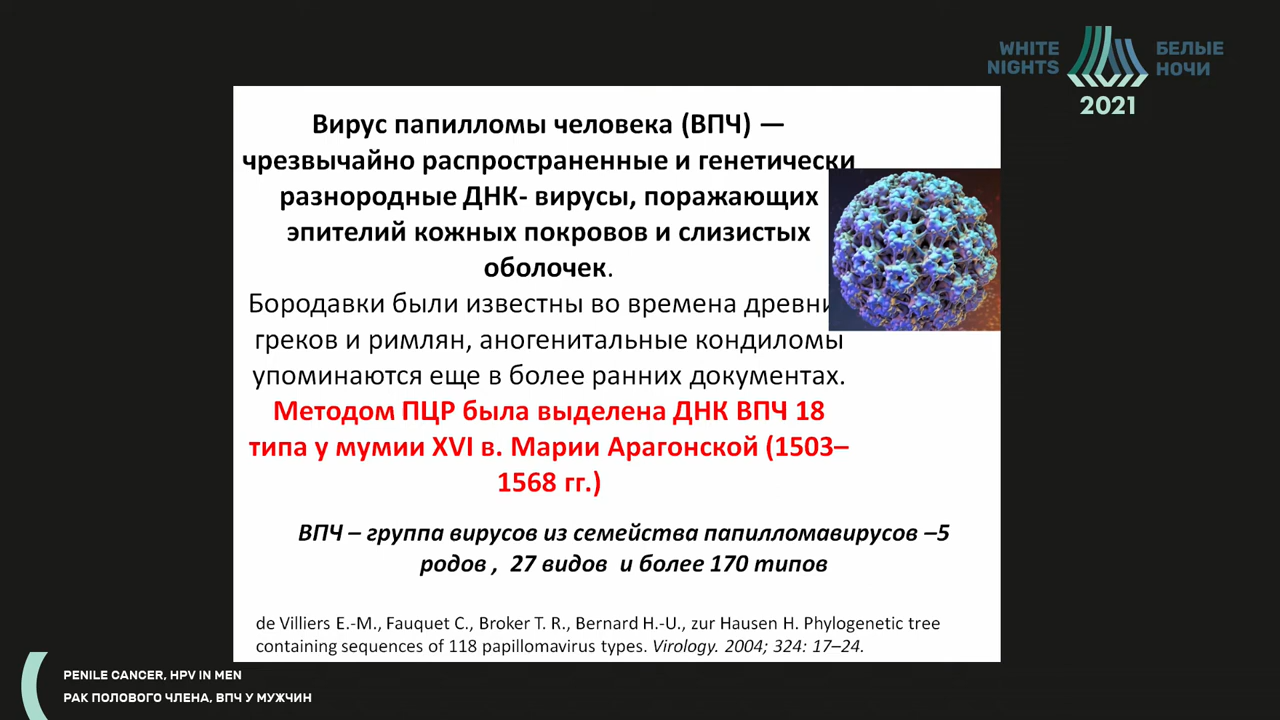 WHITE
NIGHTS
БЕЛЫЕ
НОЧИ
2021
Вирус папилломы человека (ВПЧ) —
чрезвычайно распространенные и генетически
разнородные ДНК- вирусы, поражающих
эпителий кожных покровов и слизистых
оболочек.
Бородавки были известны во времена
греков и римлян, аногенитальные кондиломы
упоминаются еще в более ранних документах.
Методом ПЦР была выделена ДНК ВПЧ 18
типа у мумии XVI в. Марии Арагонской (1503–
1568 гг.)
ВПЧ – группа вирусов из семейства папилломавирусов –5
родов , 27 видов и более 170 типов
de Villiers E.-M., Fauquet C., Broker T. R., Bernard H.-U., zur Hausen H. Phylogenetic tree
containing sequences of 118 papillomavirus types. Virology. 2004; 324: 17–24.
PENILE CANCER, HPV IN MEN
РАК ПОЛОВОГО ЧЛЕНА, ВПЧ У МУЖЧИН